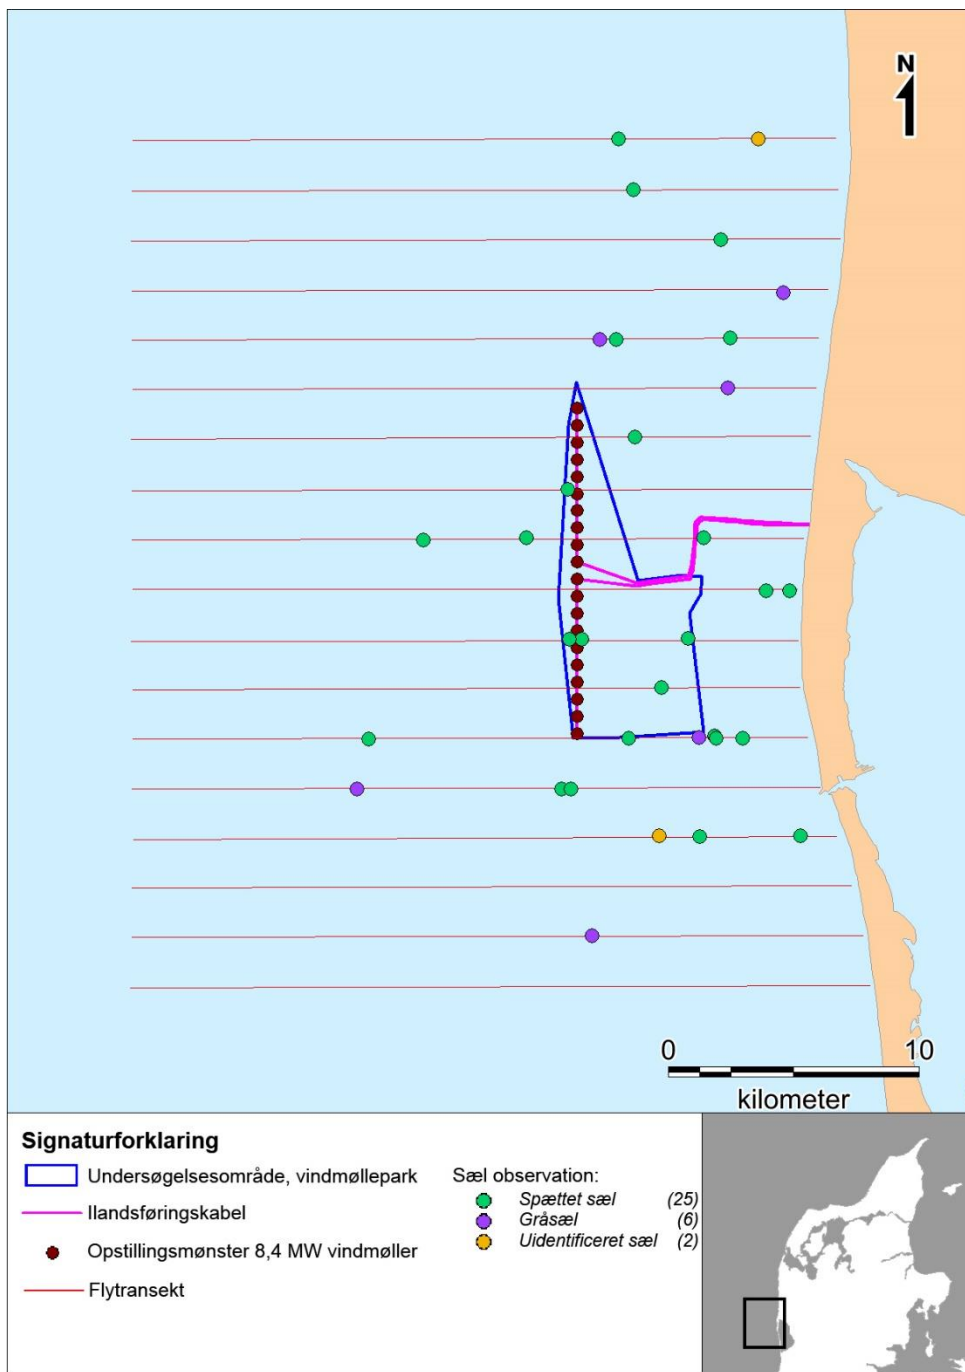 N
0 10
kilometer
Signaturforklaring
Undersøgelsesområde, vindmøllepark
Ilandsføringskabel
Opstillingsmønster 8,4 MW vindmøller
Flytransekt
Sæl observation:
Spættet sæl (25)
Gråsæl (6)
Uidentificeret sæl (2)